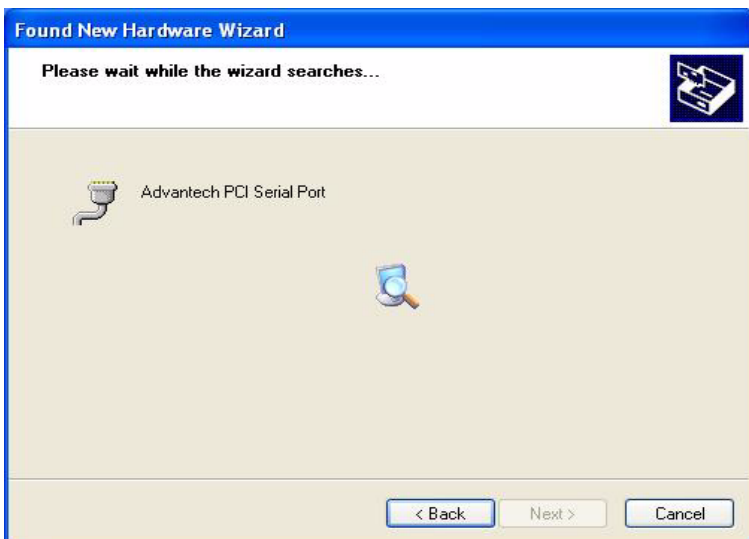 Found New Hardware Wizard
Please wait while the wizard searches...
Advantech PCI Serial Port
< Back
Next >
Cancel